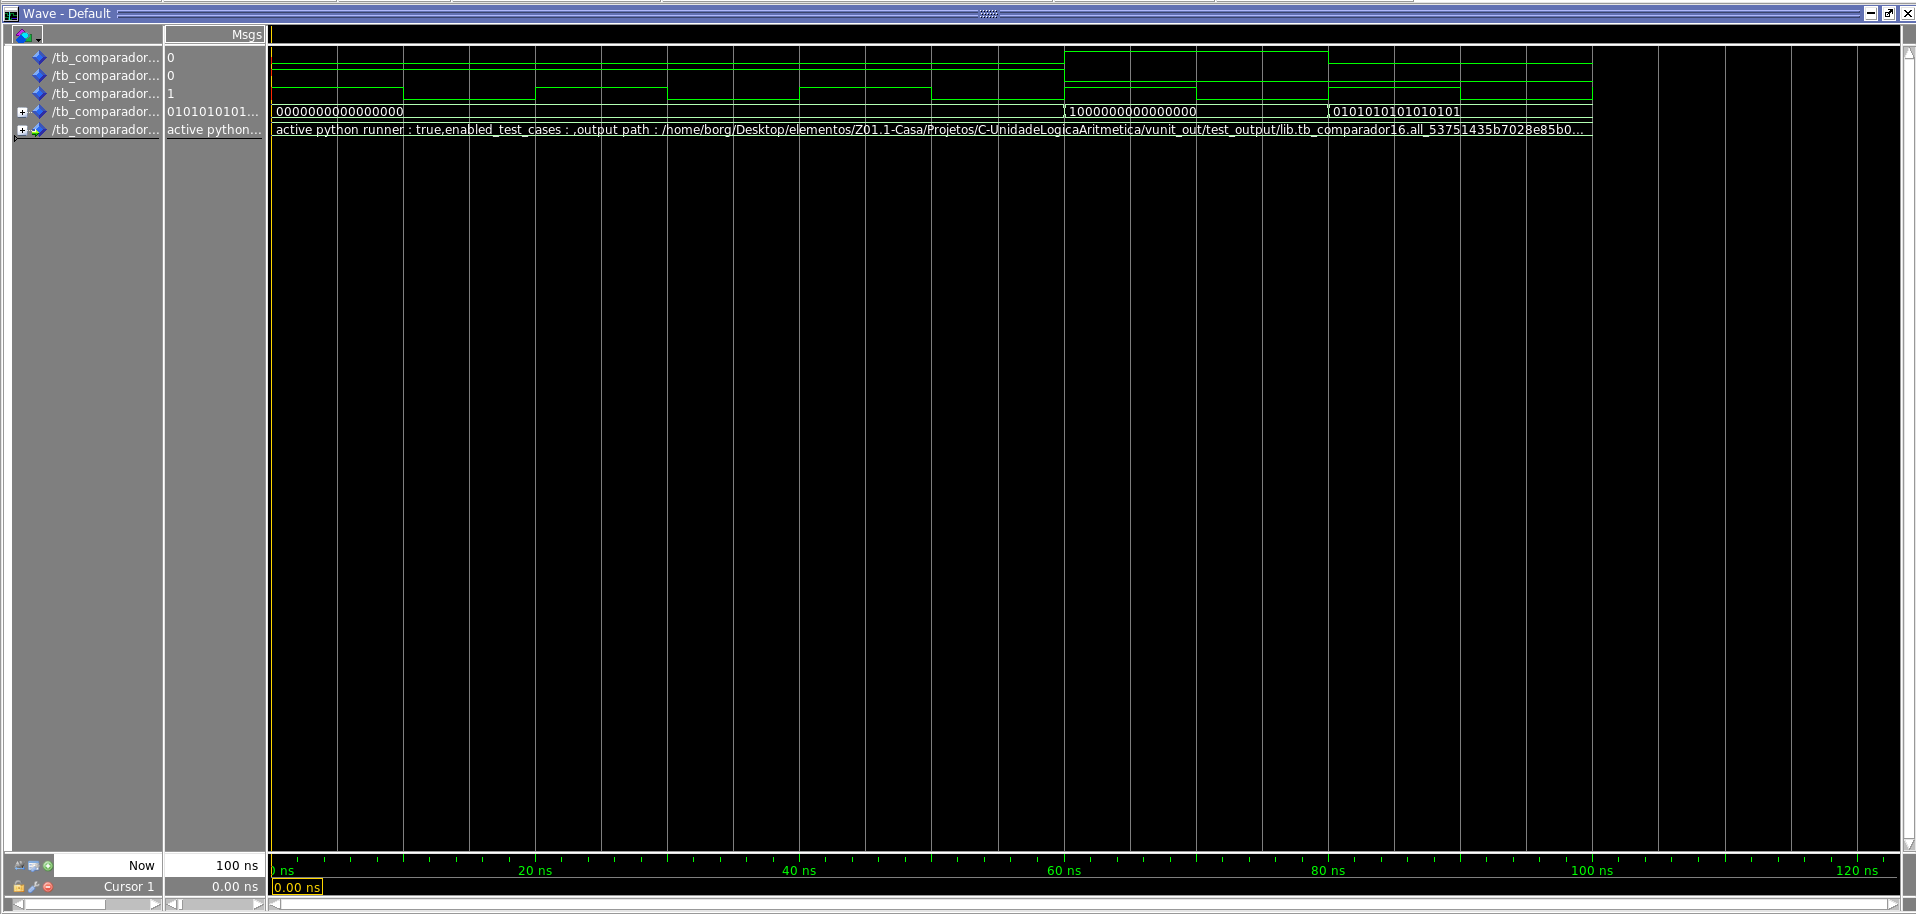 Wave - Default
Msgs
/tb_comparador... 0
/tb_comparador... 0
/tb_comparador... 1
/tb_comparador... 0101010101... 0000000000000000 1000000000000000 0101010101010101
/tb_comparador... active python... active python runner : true,enabled_test_cases : ,output path : /home/borg/Desktop/elementos/Z01.1-Casa/Projetos/C-UnidadeLogicaAritmetica/vunit_out/test_output/lib.tb_comparador16.all_53751435b7028e85b0...
Now 100 ns 0 ns 20 ns 40 ns 60 ns 80 ns 100 ns 120 ns
Cursor 1 0.00 ns 0.00 ns